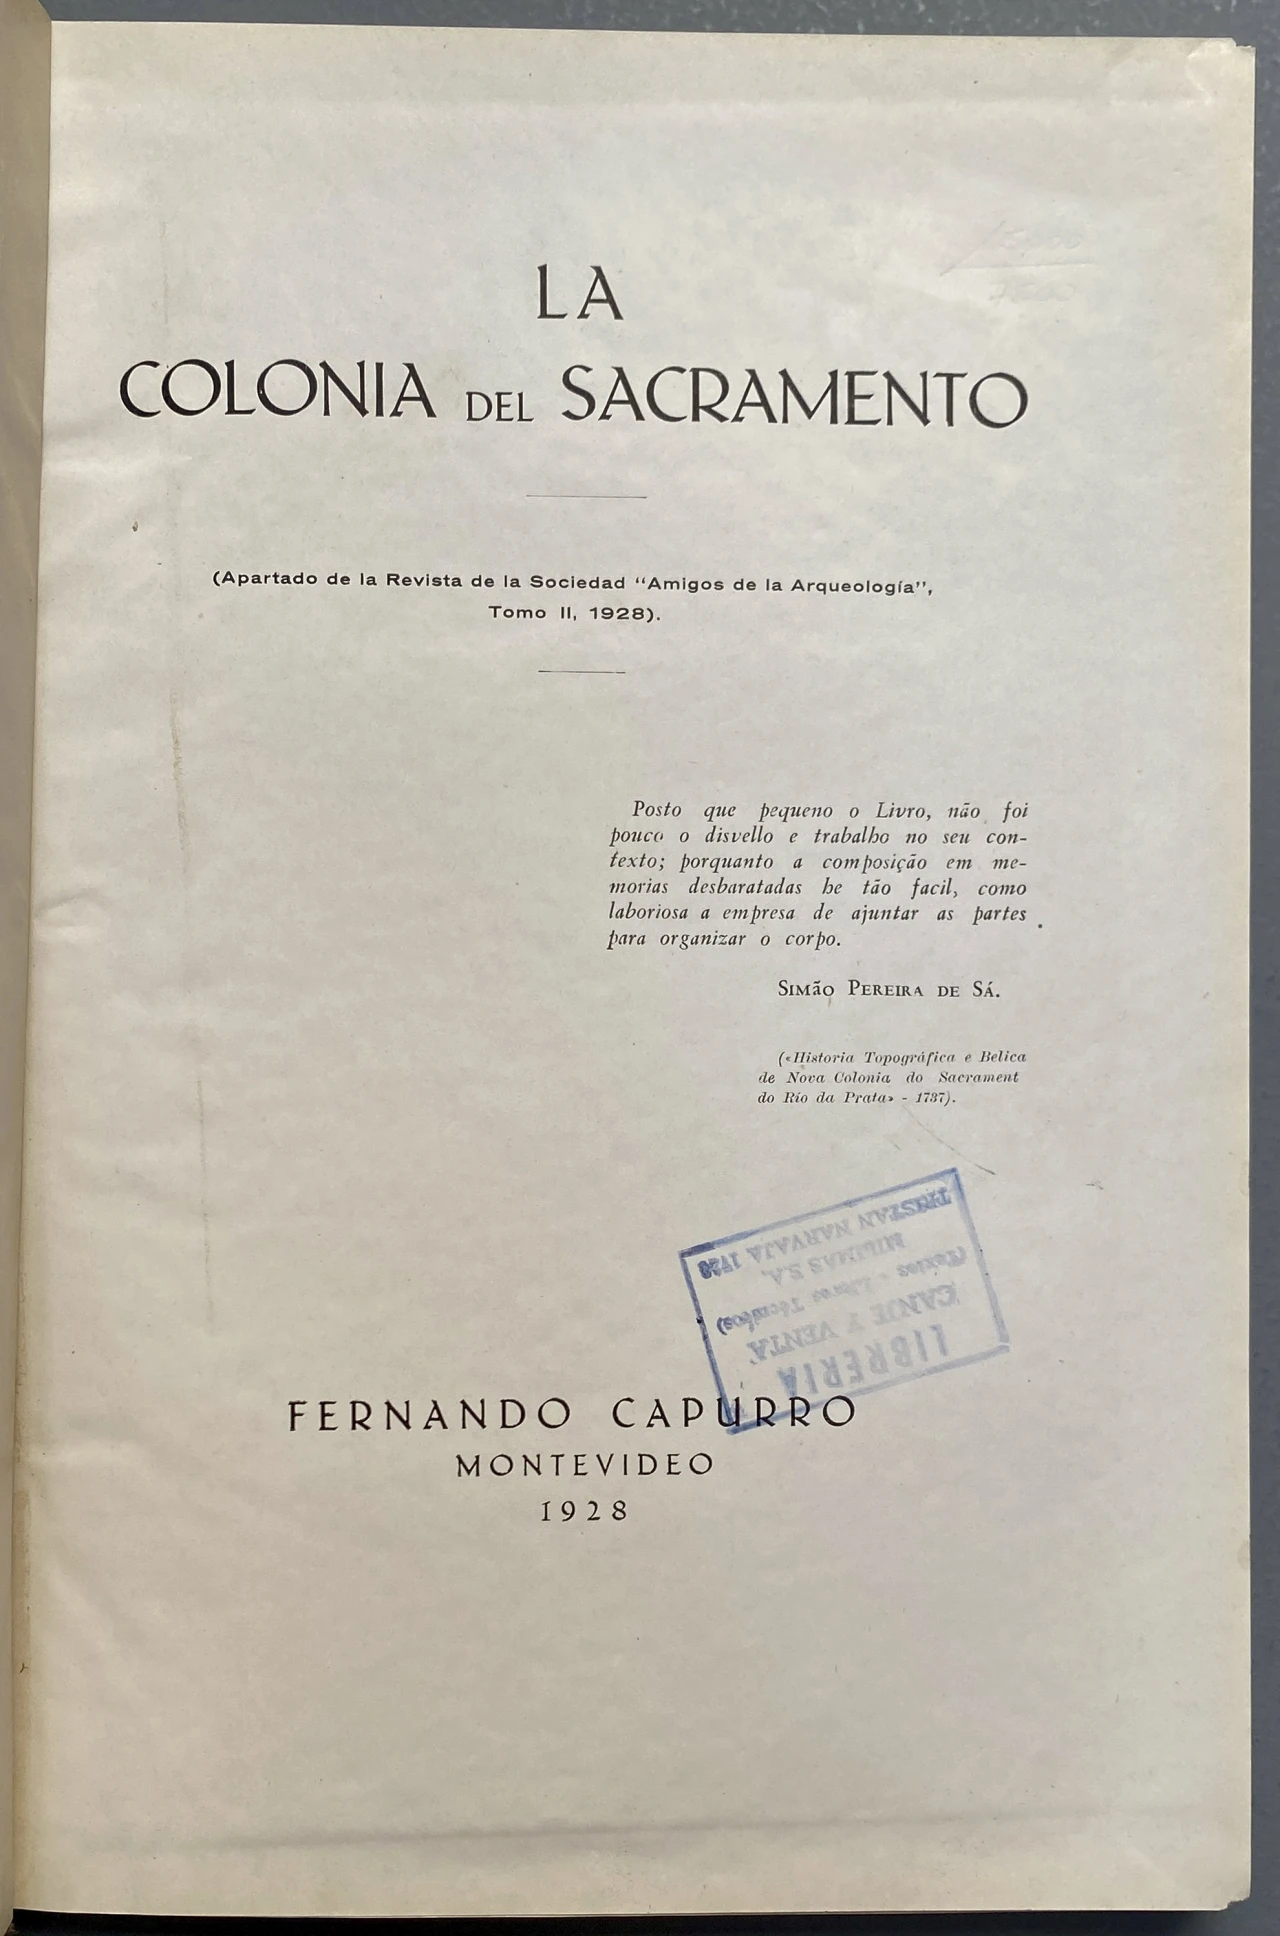 LA
COLONIA DEL SACRAMENTO
(Apartado de la Revista de la Sociedad "Amigos de la Arqueología",
Tomo II, 1928).
Posto que pequeno o Livro, não foi
pouco o disvello e trabalho no seu con-
texto; porquanto a composição em me-
morias desbaratadas he tão facil, como
laboriosa a empresa de ajuntar as partes
para organizar o corpo.
SIMãO PEREIRA DE SÁ.
(«Historia Topográfica e Belica
de Nova Colonia do Sacrament
do Río da Prata» - 1737).
LIBRERIA
CANJE Y VENTA
(Textos - Libros Técnicos)
MILIMAS S.A.
TRISTAN NARVAJA 1728
FERNANDO CAPURRO
MONTEVIDEO
1928